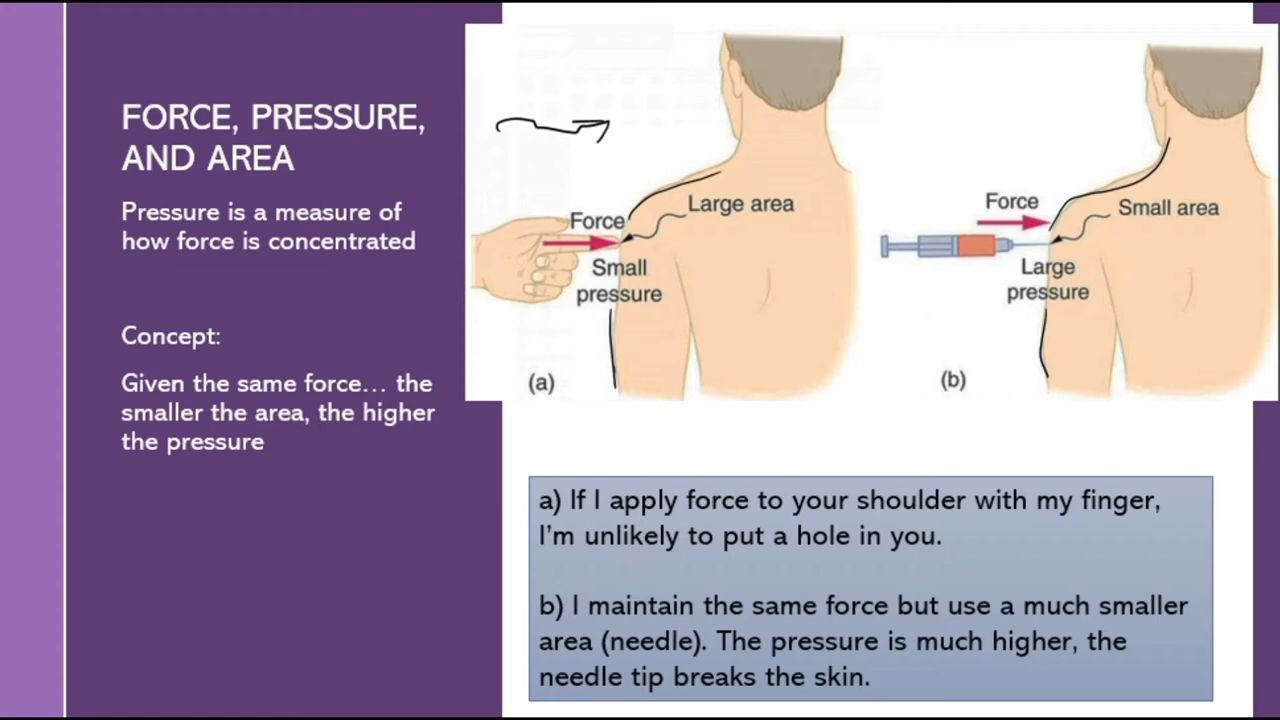 FORCE, PRESSURE,
AND AREA
Pressure is a measure of
how force is concentrated
Concept:
Given the same force... the
smaller the area, the higher
the pressure
Force
Large area
Small
pressure
(a)
Force
Small area
Large
pressure
(b)
a) If I apply force to your shoulder with my finger,
I'm unlikely to put a hole in you.
b) I maintain the same force but use a much smaller
area (needle). The pressure is much higher, the
needle tip breaks the skin.